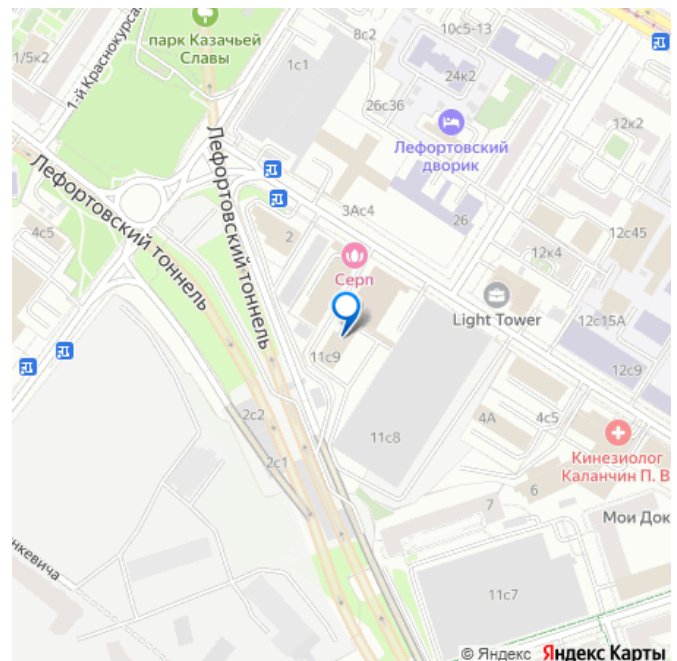 парк Казачьей
Славы
8с2
10с5-13
1/5к2
1-й Краснокурса
1с1
24к2
26с36
12к2
Лефортовский
дворик
Лефортовский тоннель
Лефортовский тоннель
3Ас4
26
4с5
2
12с45
12к4
Серп
Light Tower
12с15А
11с9
12с9
2с2
4А
4с5
11с8
Кинезиолог
Каланчин П. В
2с1
6
7
Мои Док
нкевича
11с7
© Яндекс Яндекс Карты